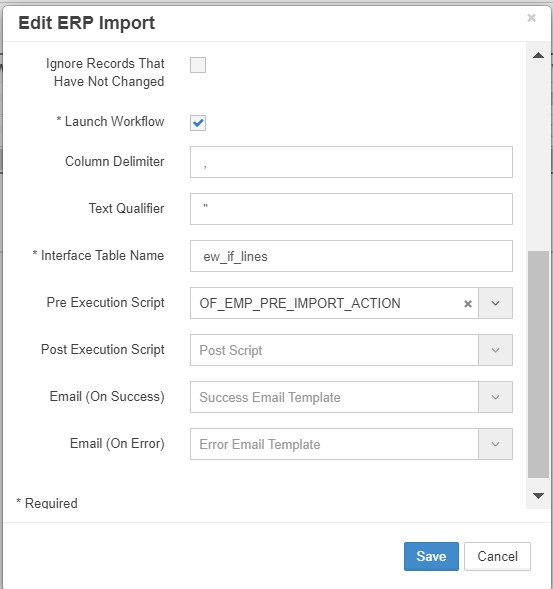 Edit ERP Import
×
Ignore Records That
Have Not Changed
* Launch Workflow
Column Delimiter ,
Text Qualifier "
* Interface Table Name ew_if_lines
Pre Execution Script OF_EMP_PRE_IMPORT_ACTION ×
Post Execution Script Post Script
Email (On Success) Success Email Template
Email (On Error) Error Email Template
* Required
Save Cancel